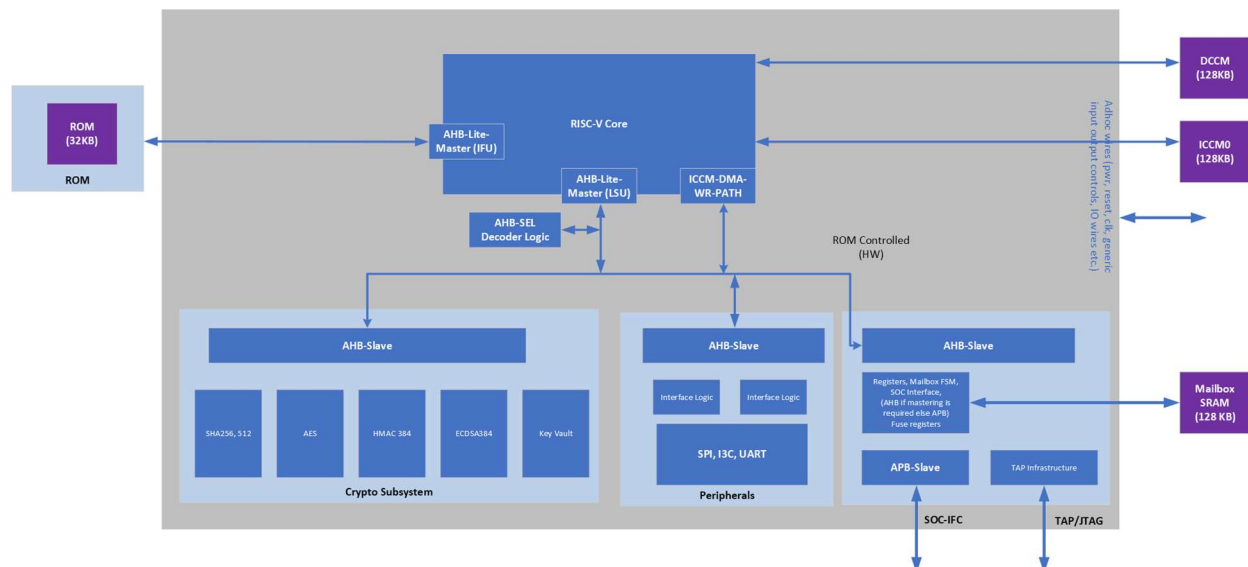 DCCM
(128KB)
RISC-V Core
ROM
(32KB)
AHB-Lite-
Master (IFU)
ROM
ICCM0
(128KB)
Adhoc wires (pwr, reset, clk, generic
input output controls, IO wires etc.)
AHB-Lite-
Master (LSU)
ICCM-DMA-
WR-PATH
AHB-SEL
Decoder Logic
ROM Controlled
(HW)
AHB-Slave
AHB-Slave
AHB-Slave
SHA256, 512
AES
HMAC 384
ECDSA384
Key Vault
Crypto Subsystem
Interface Logic
Interface Logic
SPI, I3C, UART
Peripherals
Registers, Mailbox FSM,
SOC Interface,
(AHB if mastering is
required else APB)
Fuse registers
Mailbox
SRAM
(128 KB)
APB-Slave
TAP Infrastructure
SOC-IFC
TAP/JTAG